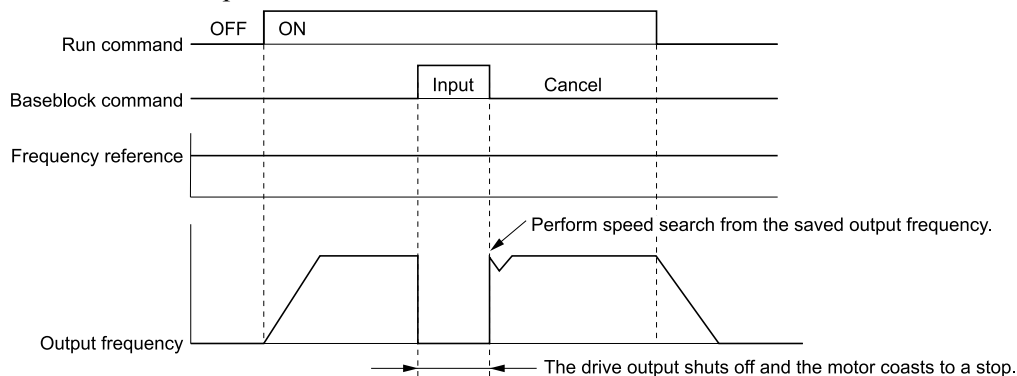 OFF
ON
Run command
Input
Cancel
Baseblock command
Frequency reference
Perform speed search from the saved output frequency.
Output frequency
The drive output shuts off and the motor coasts to a stop.